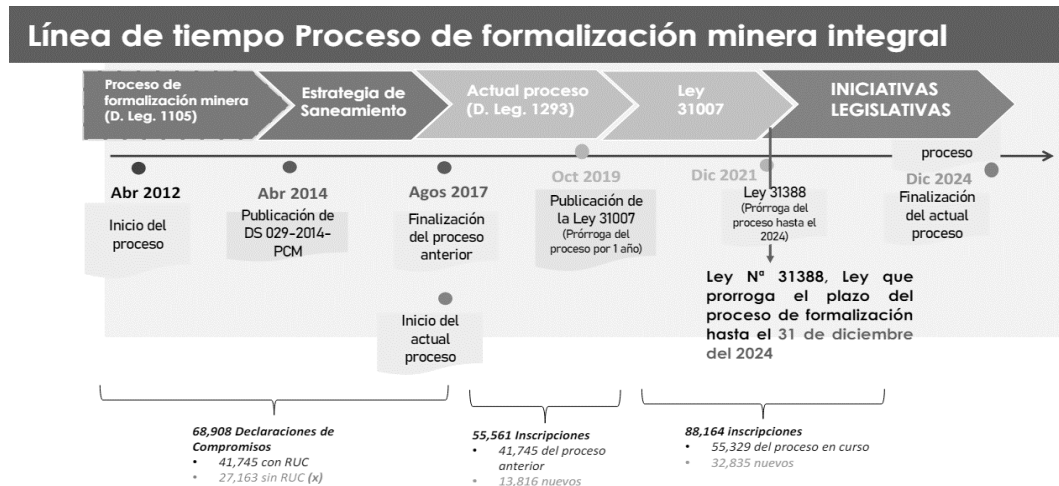 Línea de tiempo Proceso de formalización minera integral
Proceso de
formalización minera
(D. Leg. 1105)
Estrategia de
Saneamiento
Actual proceso
(D. Leg. 1293)
Ley
31007
INICIATIVAS
LEGISLATIVAS
proceso
Abr 2012
Inicio del
proceso
Abr 2014
Publicación de
DS 029-2014-
PCM
Agos 2017
Finalización
del proceso
anterior
Inicio del
actual
proceso
Oct 2019
Publicación de
la Ley 31007
(Prórroga del
proceso por 1 año)
Dic 2021
Ley 31388
(Prórroga del
proceso hasta el
2024)
Dic 2024
Finalización
del actual
proceso
Ley Nª 31388, Ley que
prorroga el plazo del
proceso de formalización
hasta el 31 de diciembre
del 2024
68,908 Declaraciones de
Compromisos
• 41,745 con RUC
• 27,163 sin RUC (x)
55,561 Inscripciones
• 41,745 del proceso
anterior
• 13,816 nuevos
88,164 inscripciones
• 55,329 del proceso en curso
• 32,835 nuevos